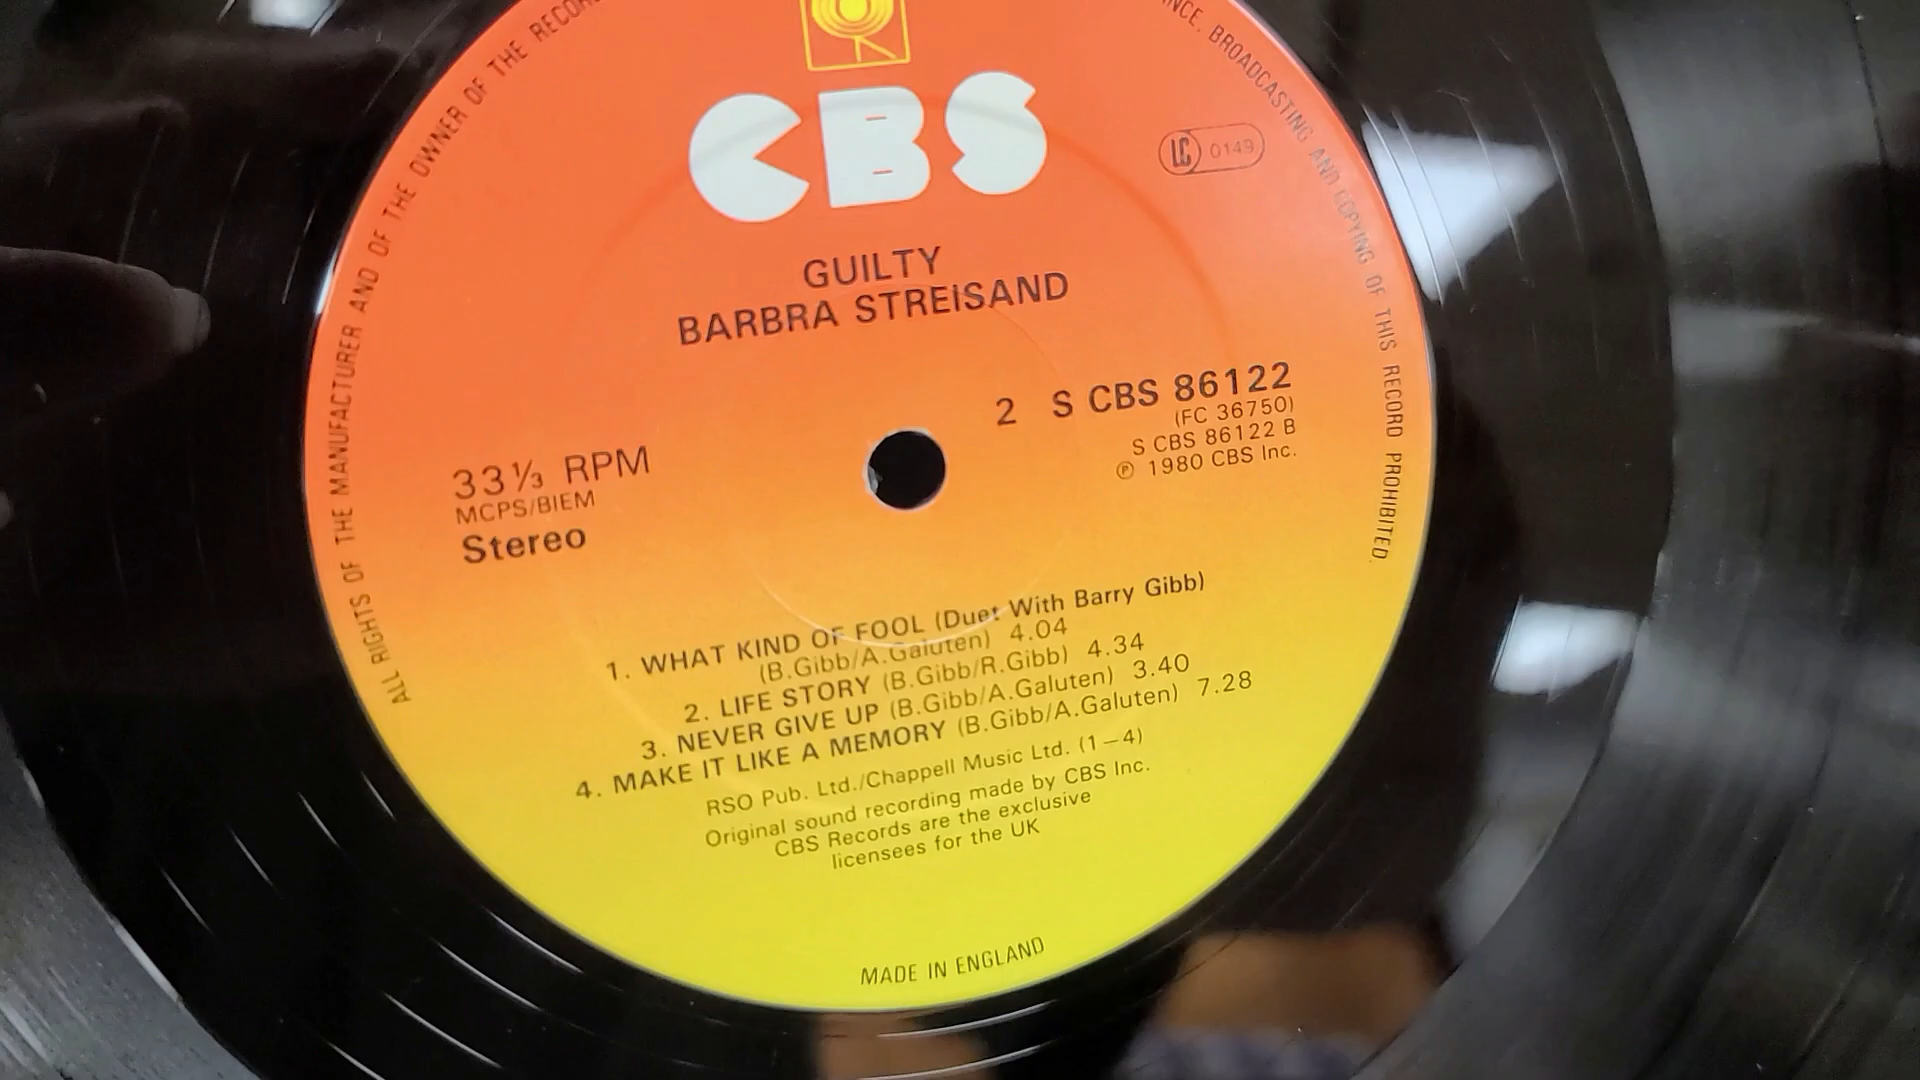 ALL RIGHTS OF THE MANUFACTURER AND OF THE OWNER OF THE
BROADCASTING AND COPYING OF THIS RECORD PROHIBITED.
CBS
LC 0149
GUILTY
BARBRA STREISAND
2 S CBS 86122
(FC 36750)
S CBS 86122 B
℗ 1980 CBS Inc.
33⅓ RPM
MCPS/BIEM
Stereo
1. WHAT KIND OF FOOL (Duet With Barry Gibb)
(B.Gibb/A.Galuten) 4.04
2. LIFE STORY (B.Gibb/R.Gibb) 4.34
3. NEVER GIVE UP (B.Gibb/A.Galuten) 3.40
4. MAKE IT LIKE A MEMORY (B.Gibb/A.Galuten) 7.28
RSO Pub. Ltd./Chappell Music Ltd. (1–4)
Original sound recording made by CBS Inc.
CBS Records are the exclusive
licensees for the UK
MADE IN ENGLAND